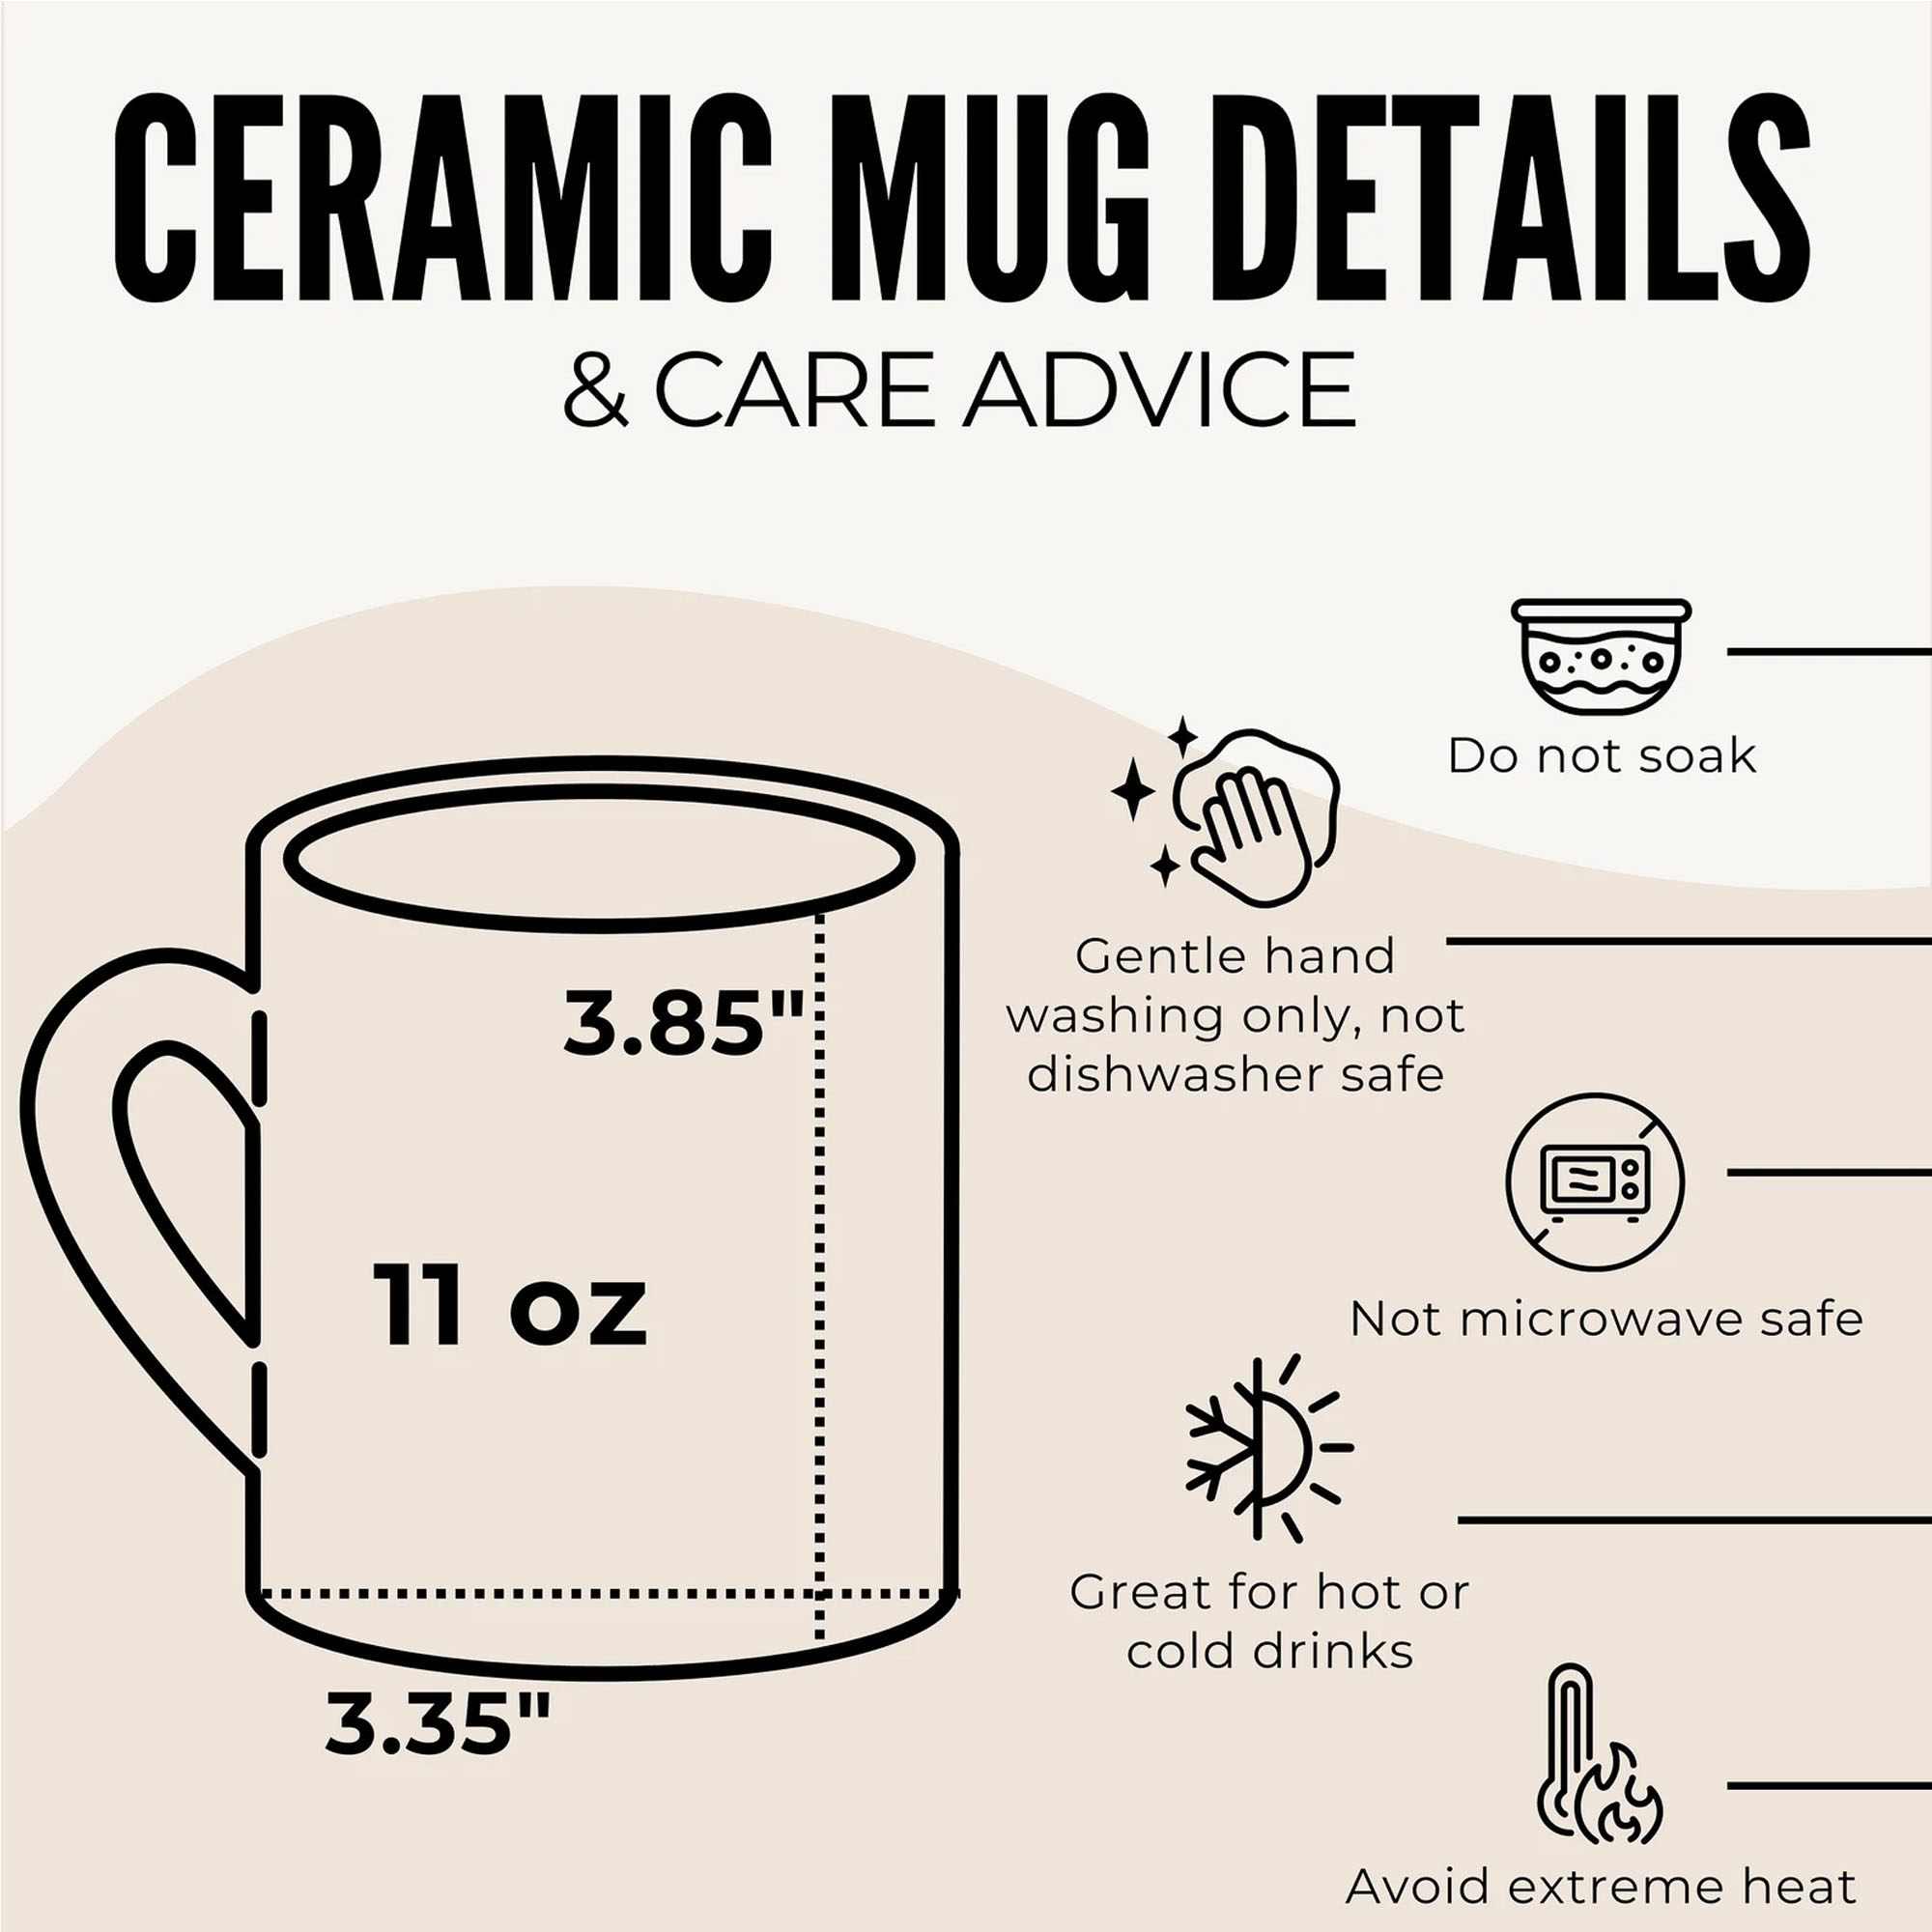 CERAMIC MUG DETAILS
& CARE ADVICE
Do not soak
Gentle hand
washing only, not
dishwasher safe
3.85"
11 oz
Not microwave safe
Great for hot or
cold drinks
3.35"
Avoid extreme heat